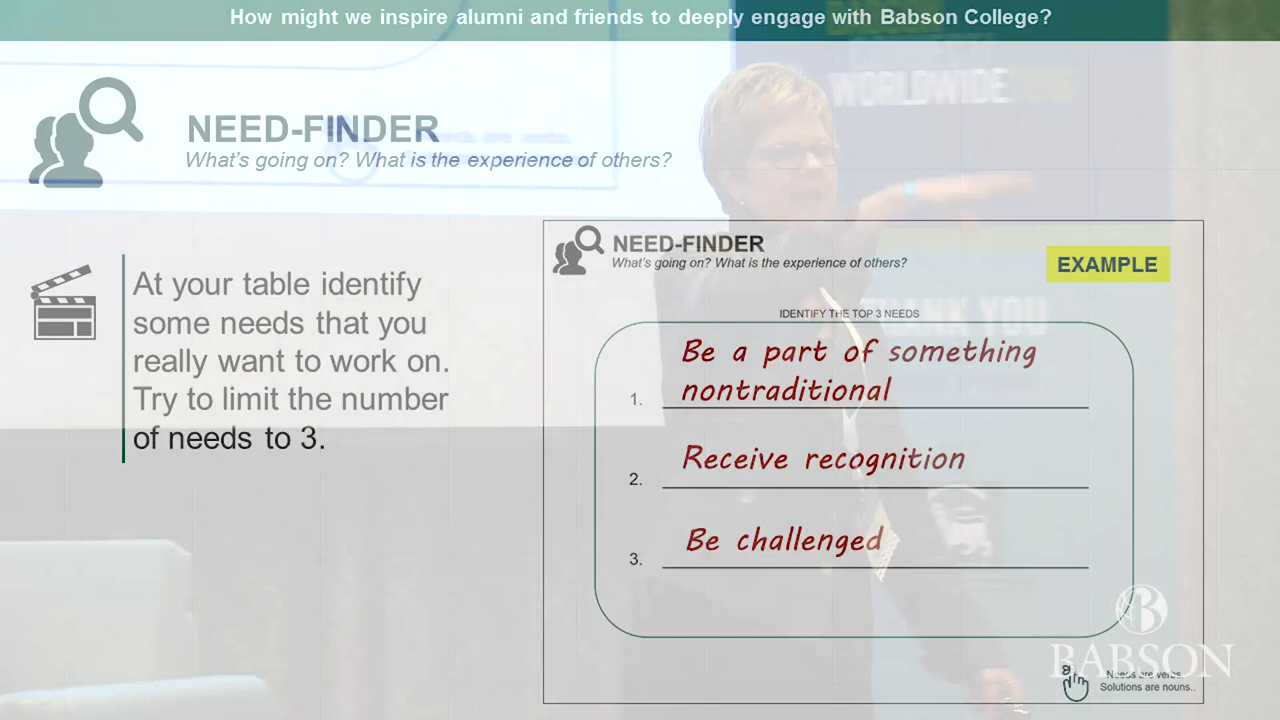 How might we inspire alumni and friends to deeply engage with Babson College?
NEED-FINDER
What's going on? What is the experience of others?
WORLDWIDE
At your table identify
some needs that you
really want to work on.
Try to limit the number
of needs to 3.
NEED-FINDER
What's going on? What is the experience of others?
EXAMPLE
THANK YOU
IDENTIFY THE TOP 3 NEEDS
Be a part of something
1. nontraditional
2. Receive recognition
3. Be challenged
BABSON
Needs are verbs.
Solutions are nouns..